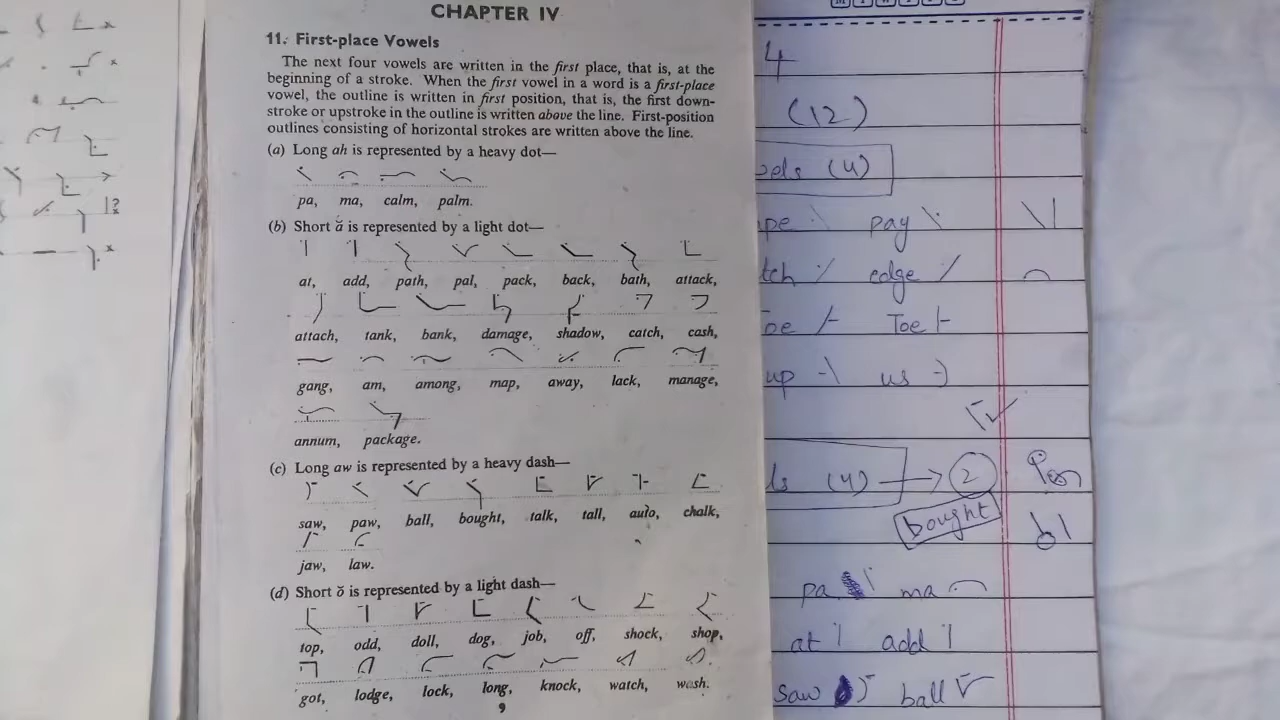 CHAPTER IV
11. First-place Vowels
The next four vowels are written in the first place, that is, at the
beginning of a stroke. When the first vowel in a word is a first-place
vowel, the outline is written in first position, that is, the first down-
stroke or upstroke in the outline is written above the line. First-position
outlines consisting of horizontal strokes are written above the line.
(a) Long ah is represented by a heavy dot—
pa, ma, calm, palm.
(b) Short ă is represented by a light dot—
at, add, path, pal, pack, back, bath, attack,
attach, tank, bank, damage, shadow, catch, cash,
gang, am, among, map, away, lack, manage,
annum, package.
(c) Long aw is represented by a heavy dash—
saw, paw, ball, bought, talk, tall, auto, chalk,
jaw, law.
(d) Short ŏ is represented by a light dash—
top, odd, doll, dog, job, off, shock, shop,
got, lodge, lock, long, knock, watch, wash.
4
(12)
(4)
pay
edge
Toe
up us
(4) 2
bought
pa ma
at add
saw ball